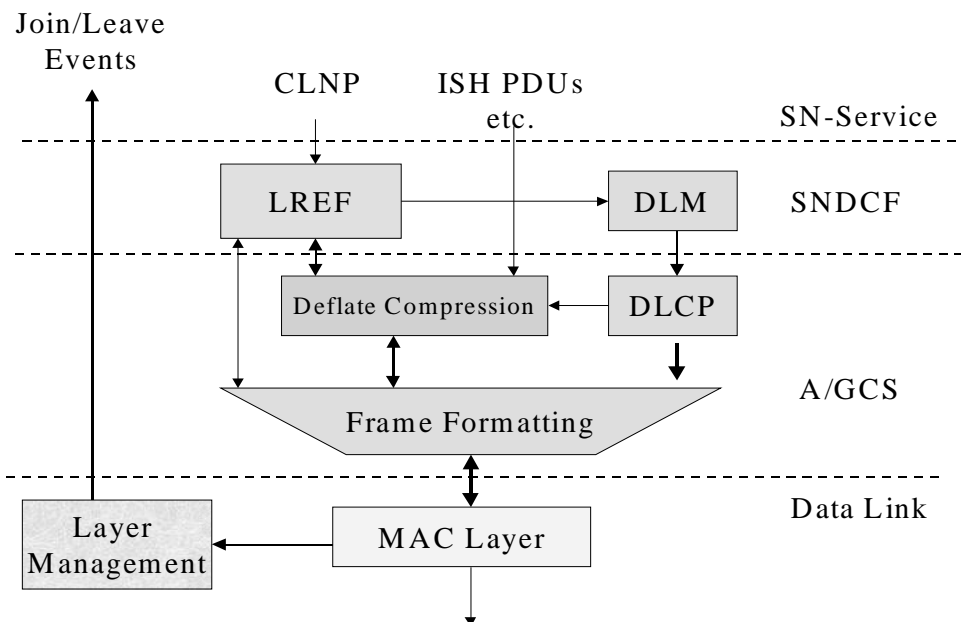 Join/Leave
Events
CLNP
ISH PDUs
etc.
SN-Service
LREF
DLM
SNDCF
Deflate Compression
DLCP
A/GCS
Frame Formatting
Data Link
Layer
Management
MAC Layer